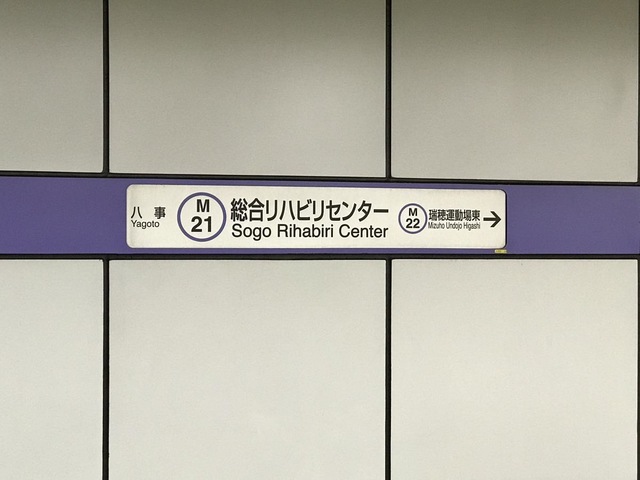 八事
Yagoto
M
21
総合リハビリセンター
Sogo Rihabiri Center
M
22
瑞穂運動場東
Mizuho Undojo Higashi